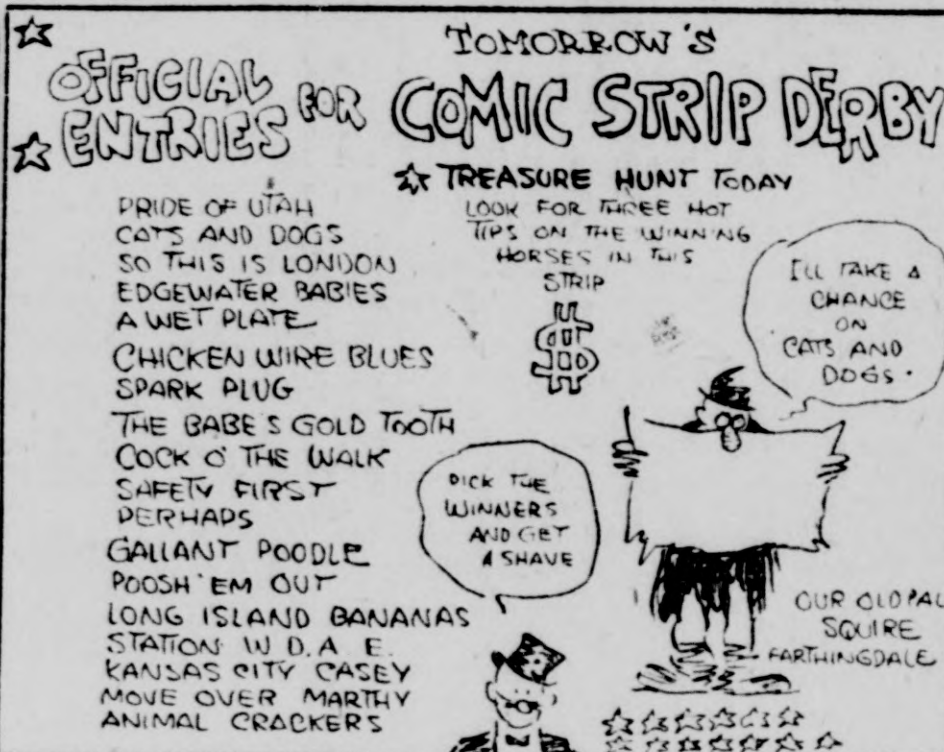 TOMORROW'S
OFFICIAL
ENTRIES
FOR
COMIC STRIP DERBY
TREASURE HUNT TODAY
LOOK FOR THREE HOT
TIPS ON THE WINNING
HORSES IN THIS
STRIP
$
PRIDE OF UTAH
CATS AND DOGS
SO THIS IS LONDON
EDGEWATER BABIES
A WET PLATE
CHICKEN WIRE BLUES
SPARK PLUG
THE BABE'S GOLD TOOTH
COCK O' THE WALK
SAFETY FIRST
PERHAPS
GALLANT POODLE
POOSH 'EM OUT
LONG ISLAND BANANAS
STATION W D. A. E.
KANSAS CITY CASEY
MOVE OVER MARTHY
ANIMAL CRACKERS
I'LL TAKE A
CHANCE
ON
CATS AND
DOGS.
PICK THE
WINNERS
AND GET
A SHAVE
OUR OLD PAL
SQUIRE
FARTHINGDALE